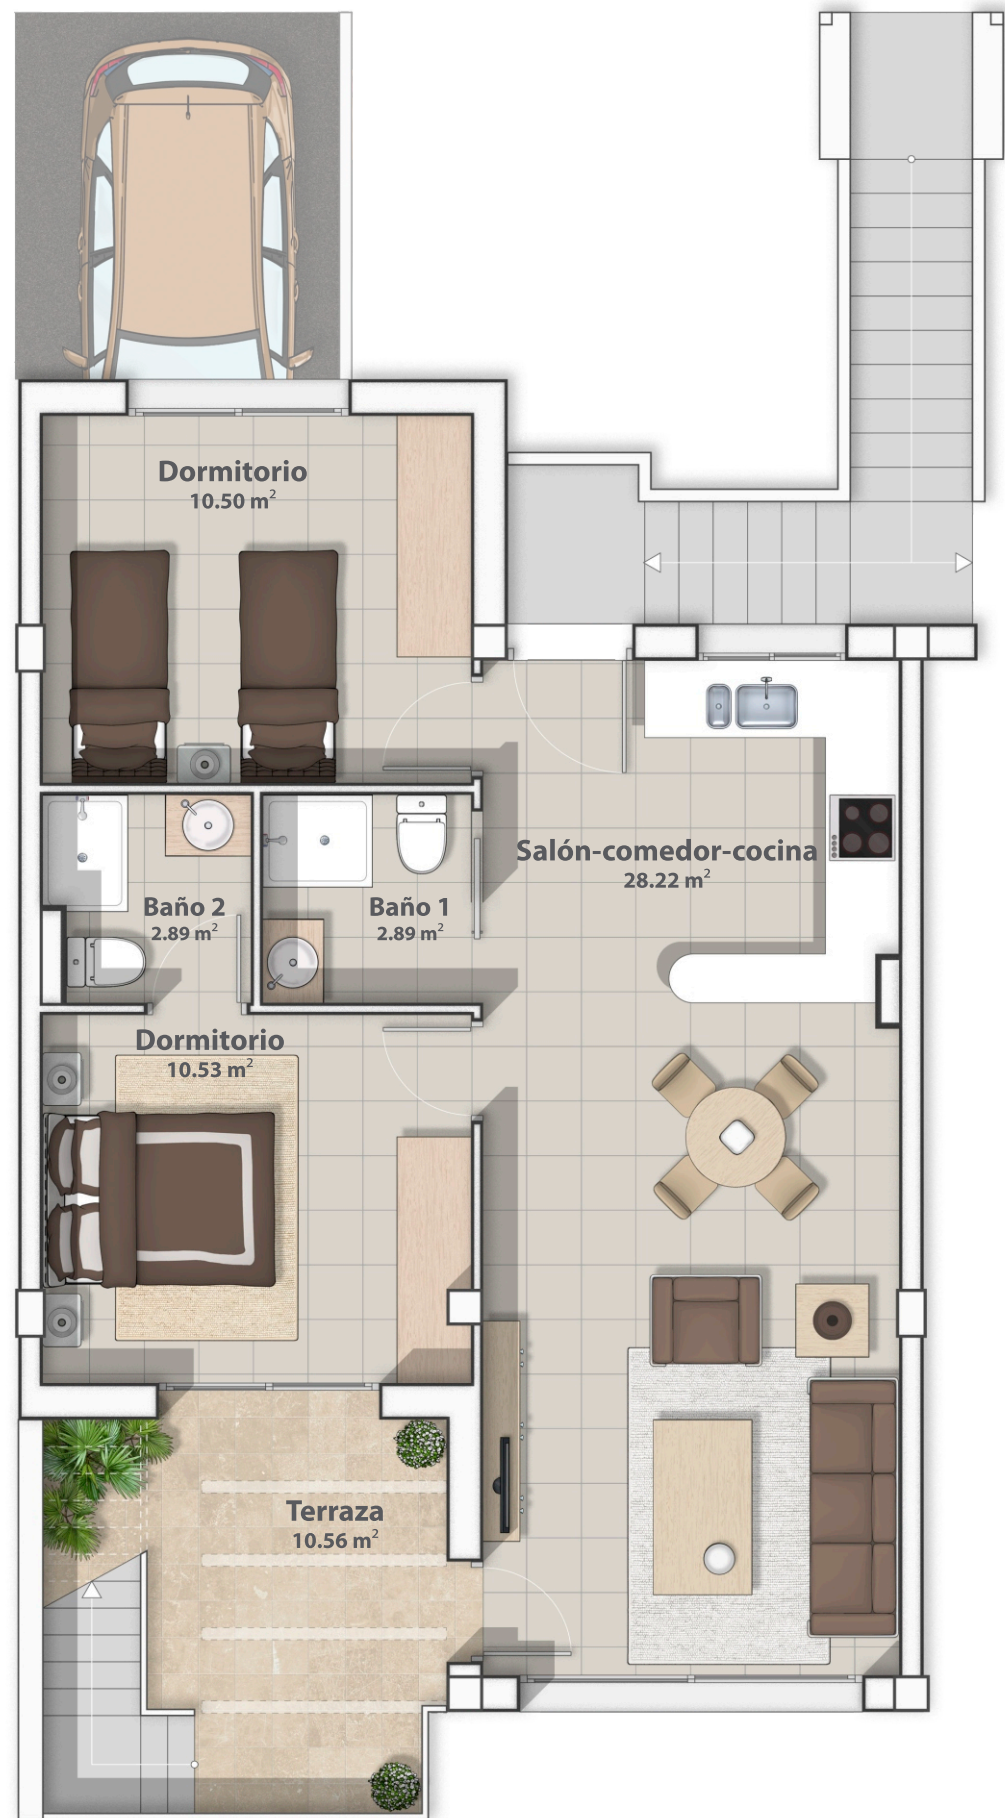 Dormitorio
10.50 m²
Salón-comedor-cocina
28.22 m²
Baño 2
2.89 m²
Baño 1
2.89 m²
Dormitorio
10.53 m²
Terraza
10.56 m²